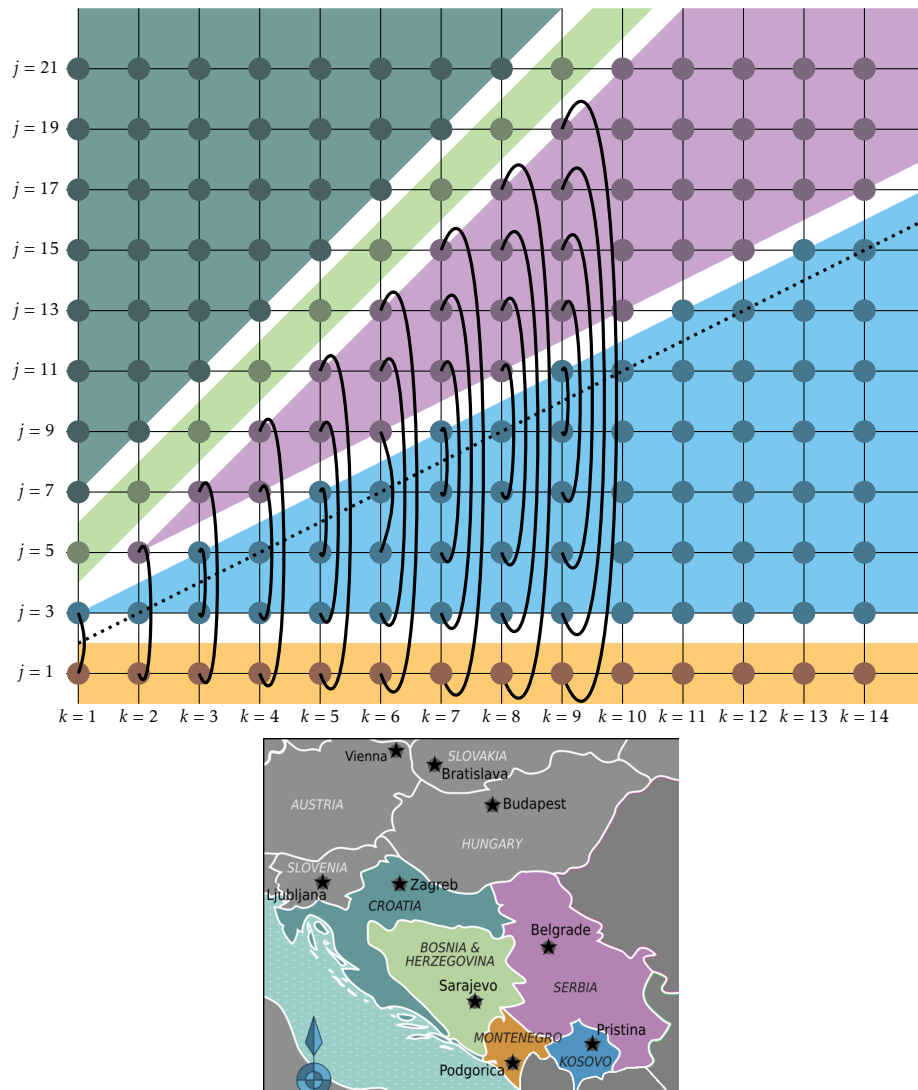 j = 21
j = 19
j = 17
j = 15
j = 13
j = 11
j = 9
j = 7
j = 5
j = 3
j = 1
k = 1 k = 2 k = 3 k = 4 k = 5 k = 6 k = 7 k = 8 k = 9 k = 10 k = 11 k = 12 k = 13 k = 14
Vienna
SLOVAKIA
Bratislava
AUSTRIA
Budapest
HUNGARY
SLOVENIA
Ljubljana
Zagreb
CROATIA
Belgrade
BOSNIA &
HERZEGOVINA
Sarajevo
SERBIA
Pristina
MONTENEGRO
KOSOVO
Podgorica